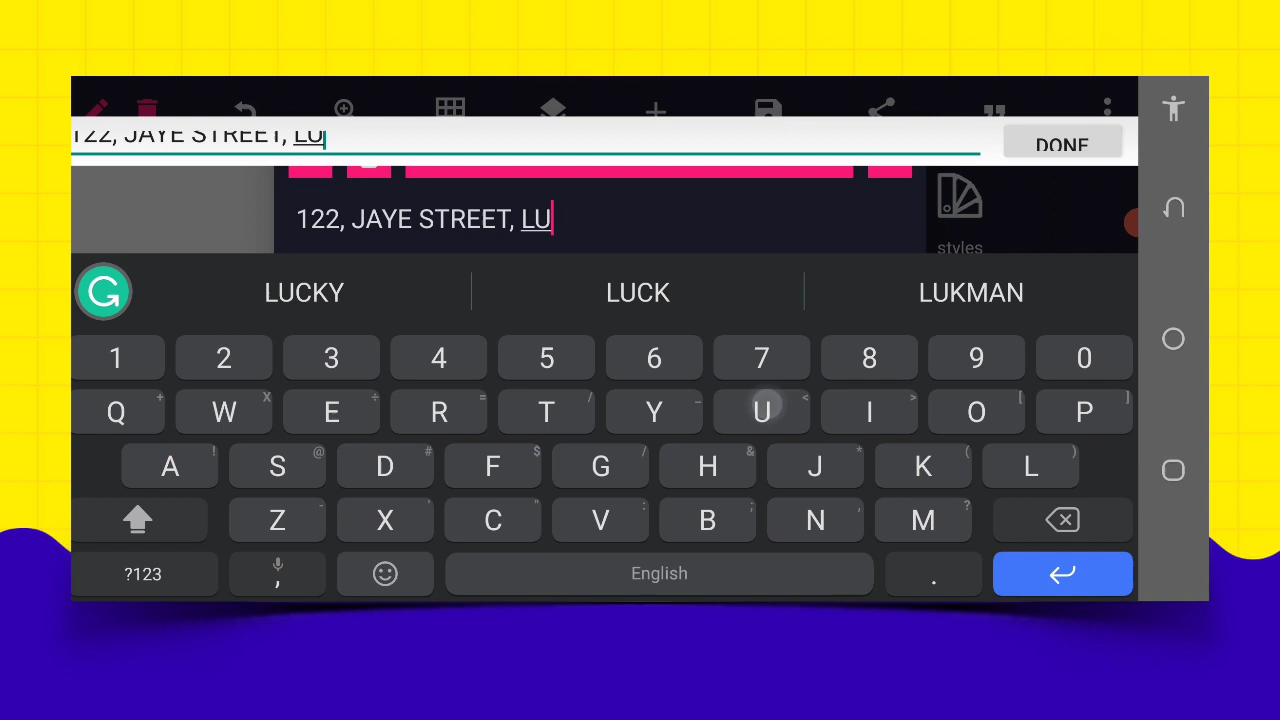 122, JAYE STREET, LU
DONE
122, JAYE STREET, LU
styles
LUCKY LUCK LUKMAN
1 2 3 4 5 6 7 8 9 0
Q + W X E ÷ R = T / Y _ U < I > O [ P ]
A ! S @ D # F $ G / H & J * K ( L )
Z - X ' C " V : B ; N , M ?
?123 , English .